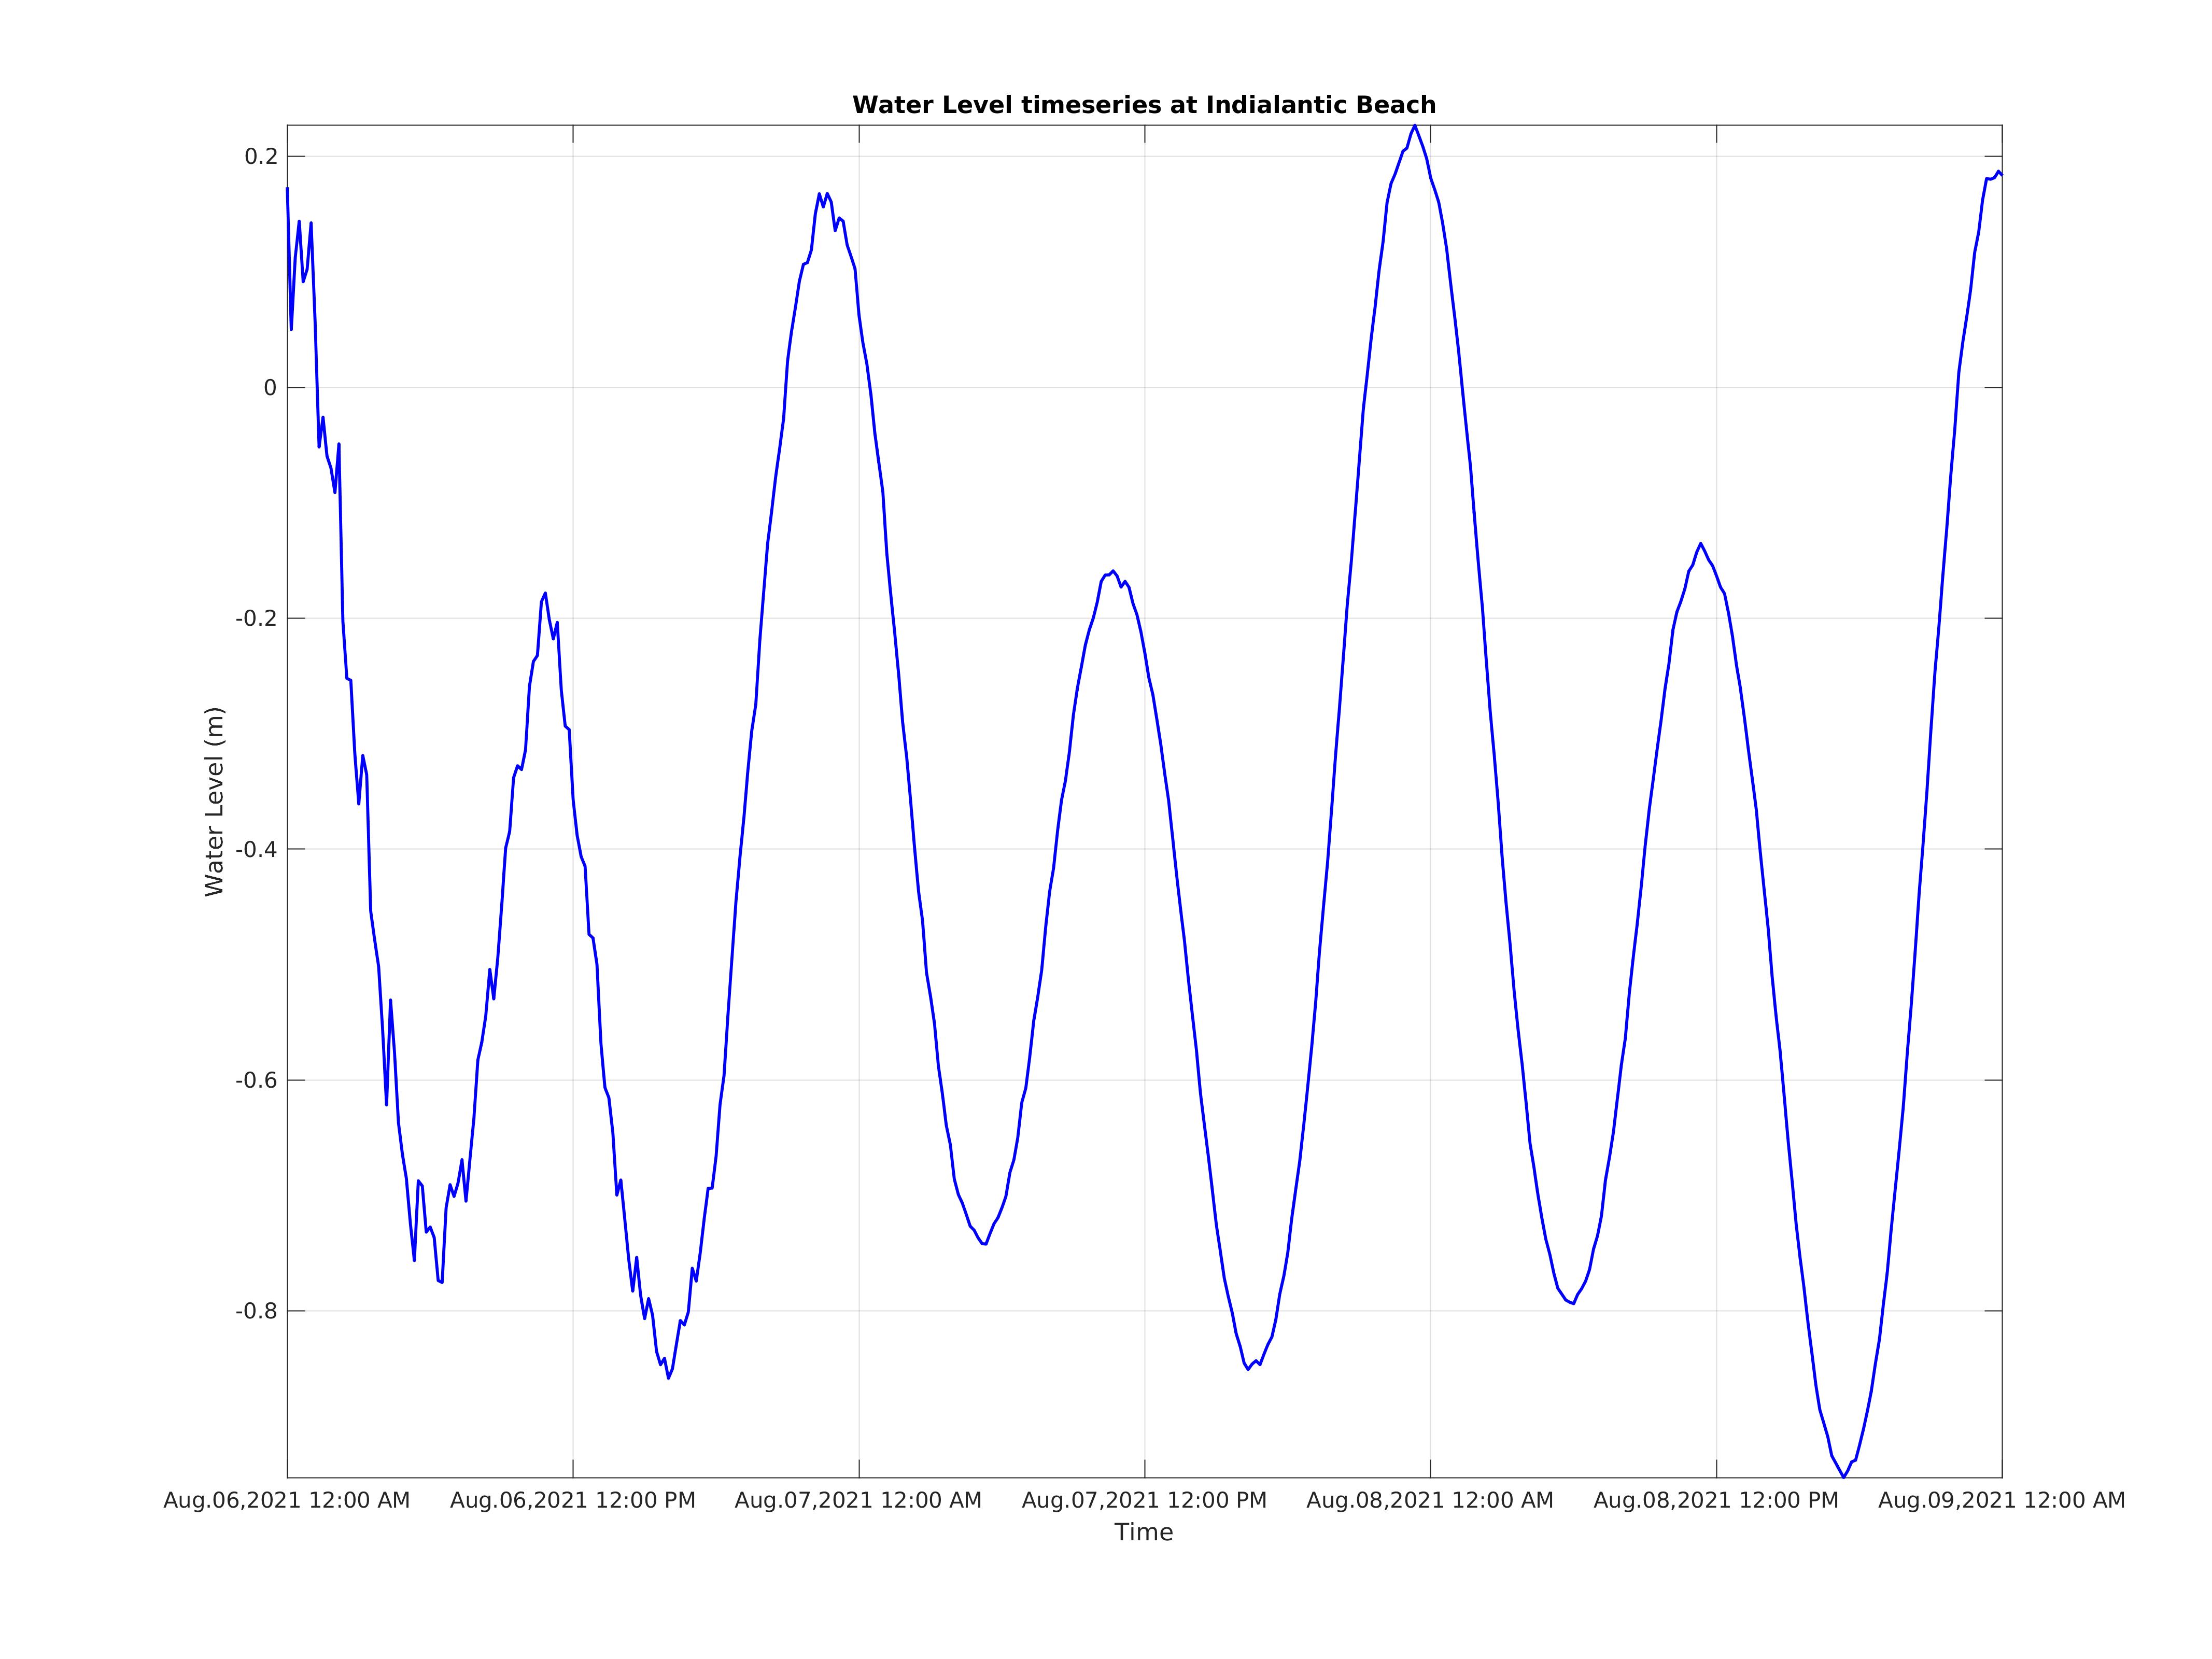 Water Level timeseries at Indialantic Beach
0.2
0
-0.2
-0.4
-0.6
-0.8
Water Level (m)
Aug.06,2021 12:00 AM Aug.06,2021 12:00 PM Aug.07,2021 12:00 AM Aug.07,2021 12:00 PM Aug.08,2021 12:00 AM Aug.08,2021 12:00 PM Aug.09,2021 12:00 AM
Time